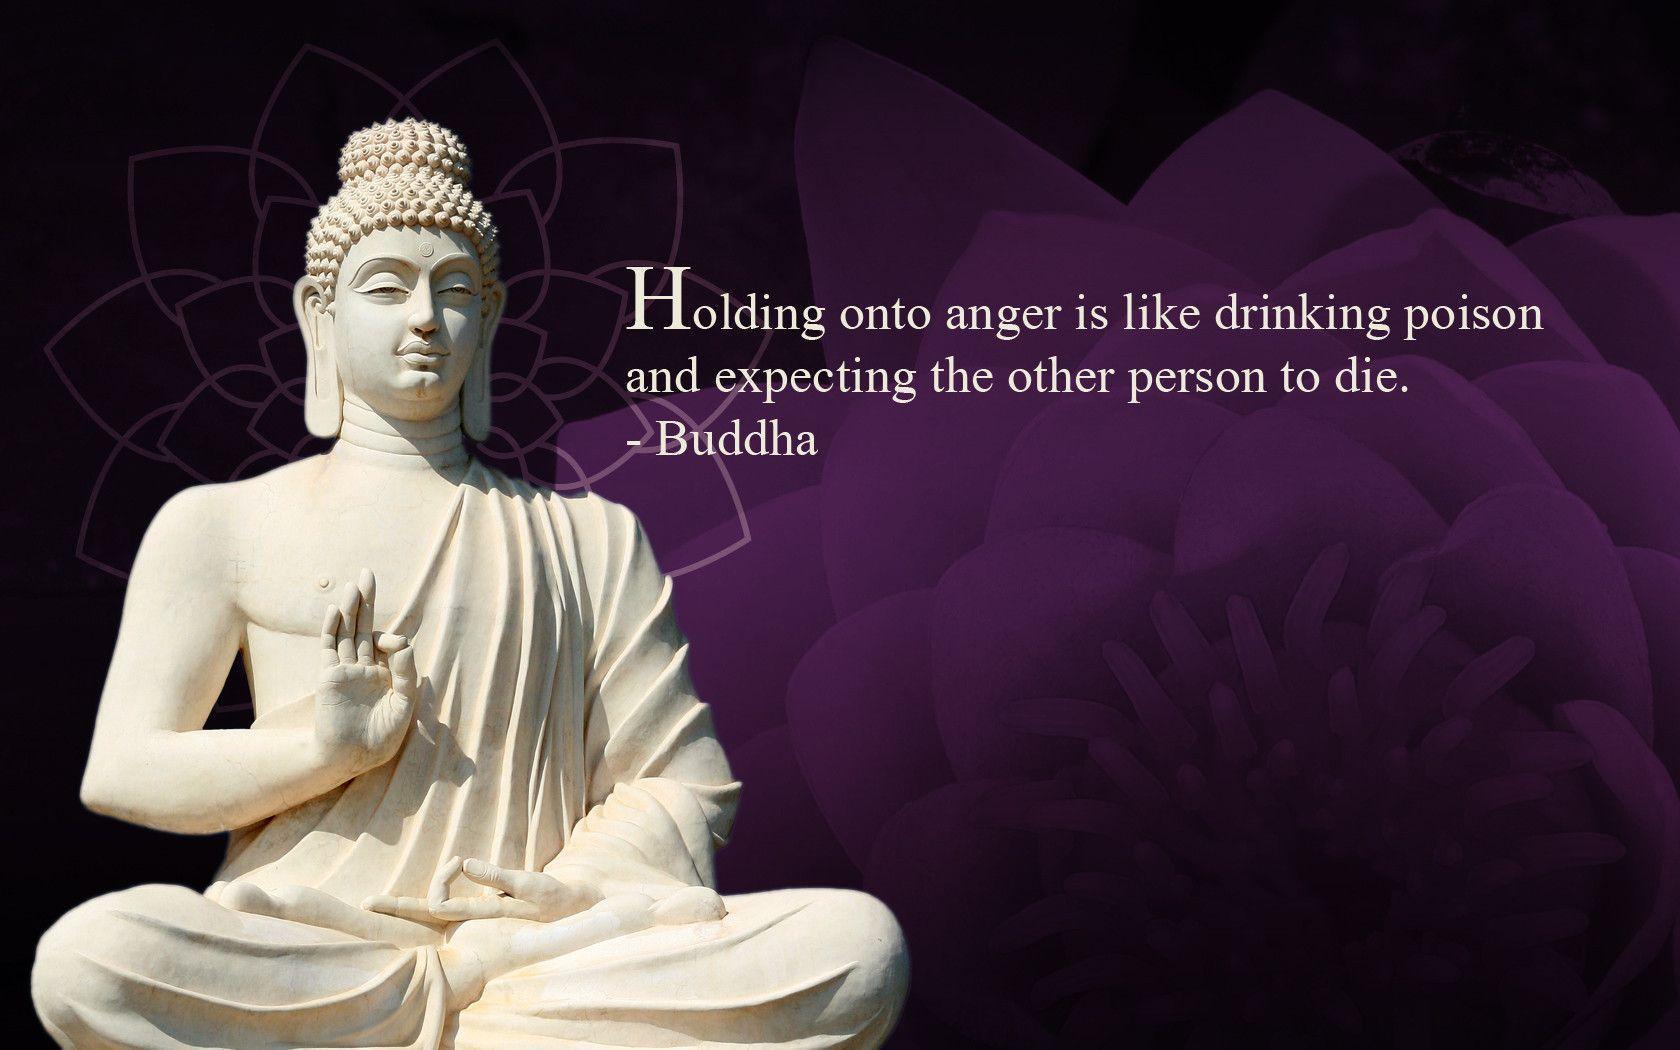 Holding onto anger is like drinking poison
and expecting the other person to die.
- Buddha